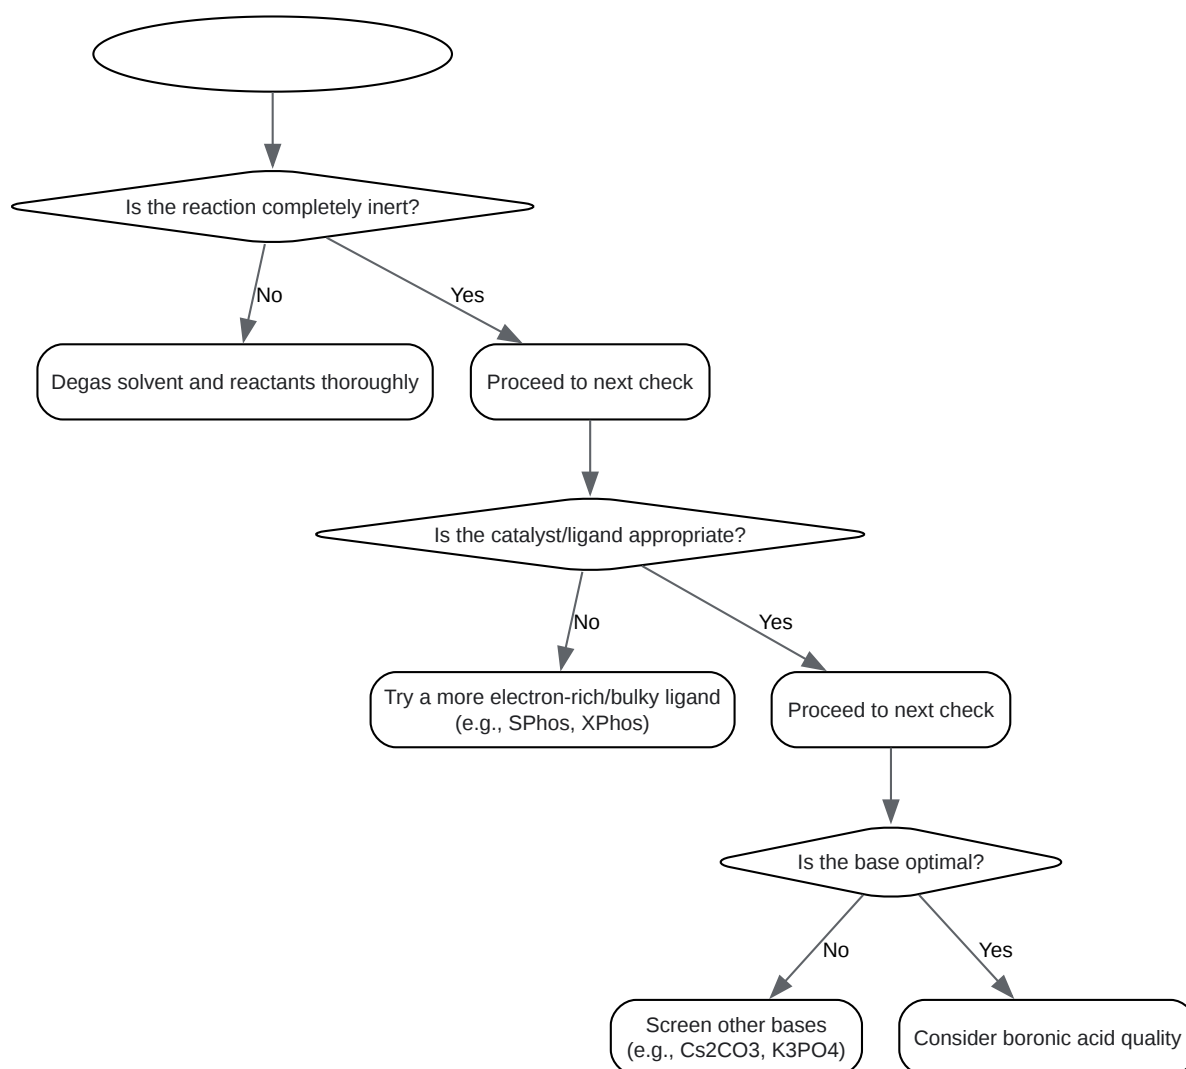 Is the reaction completely inert?
No
Yes
Degas solvent and reactants thoroughly
Proceed to next check
Is the catalyst/ligand appropriate?
No
Yes
Try a more electron-rich/bulky ligand
(e.g., SPhos, XPhos)
Proceed to next check
Is the base optimal?
No
Yes
Screen other bases
(e.g., Cs2CO3, K3PO4)
Consider boronic acid quality